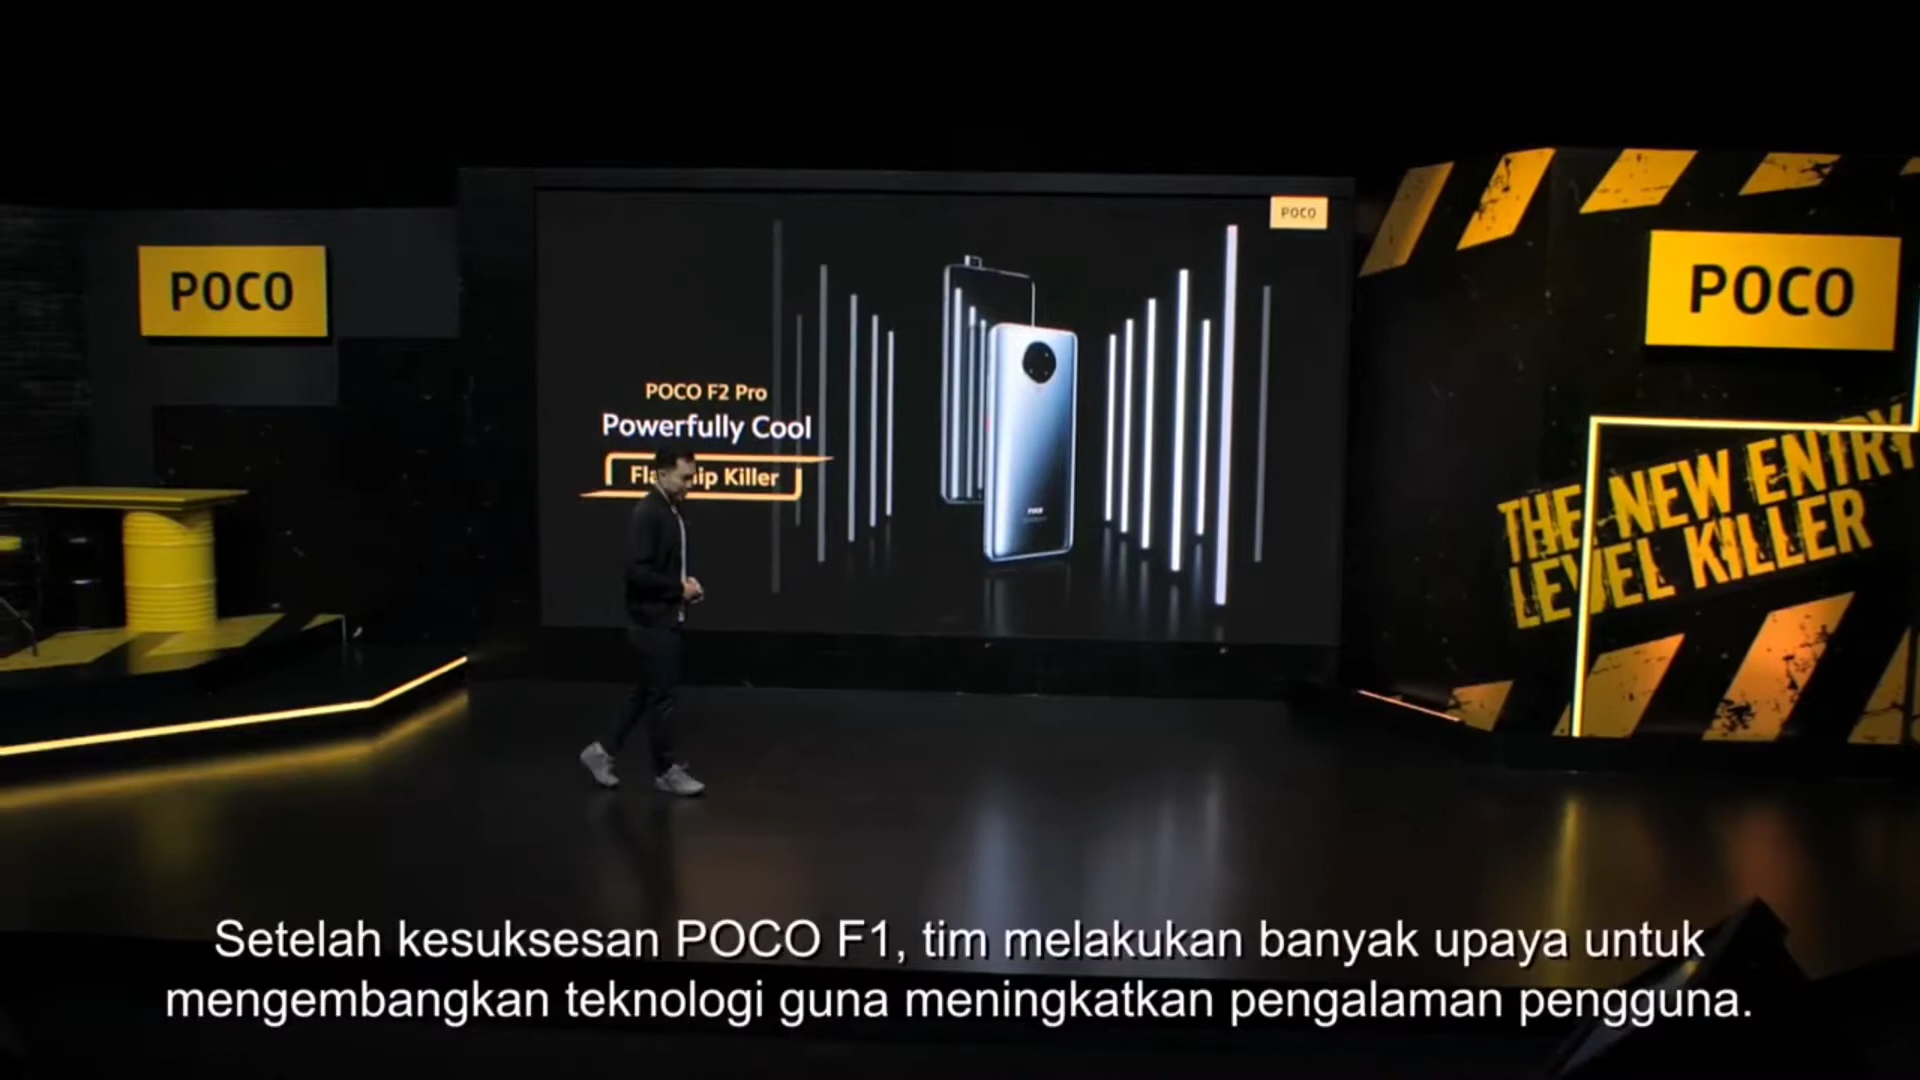 POCO
POCO
POCO
POCO F2 Pro
Powerfully Cool
Killer
THE NEW ENTRY
LEVEL KILLER
Setelah kesuksesan POCO F1, tim melakukan banyak upaya untuk
mengembangkan teknologi guna meningkatkan pengalaman pengguna.